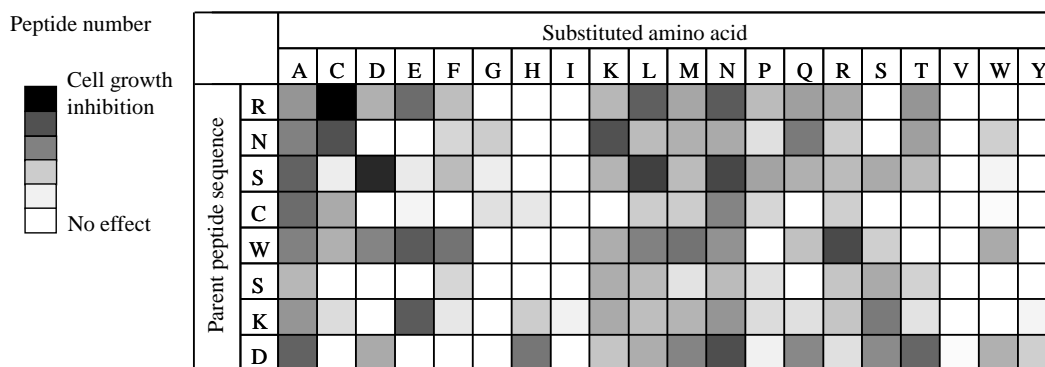 Peptide number
Cell growth
inhibition
No effect
Substituted amino acid
A C D E F G H I K L M N P Q R S T V W Y
Parent peptide sequence
R
N
S
C
W
S
K
D